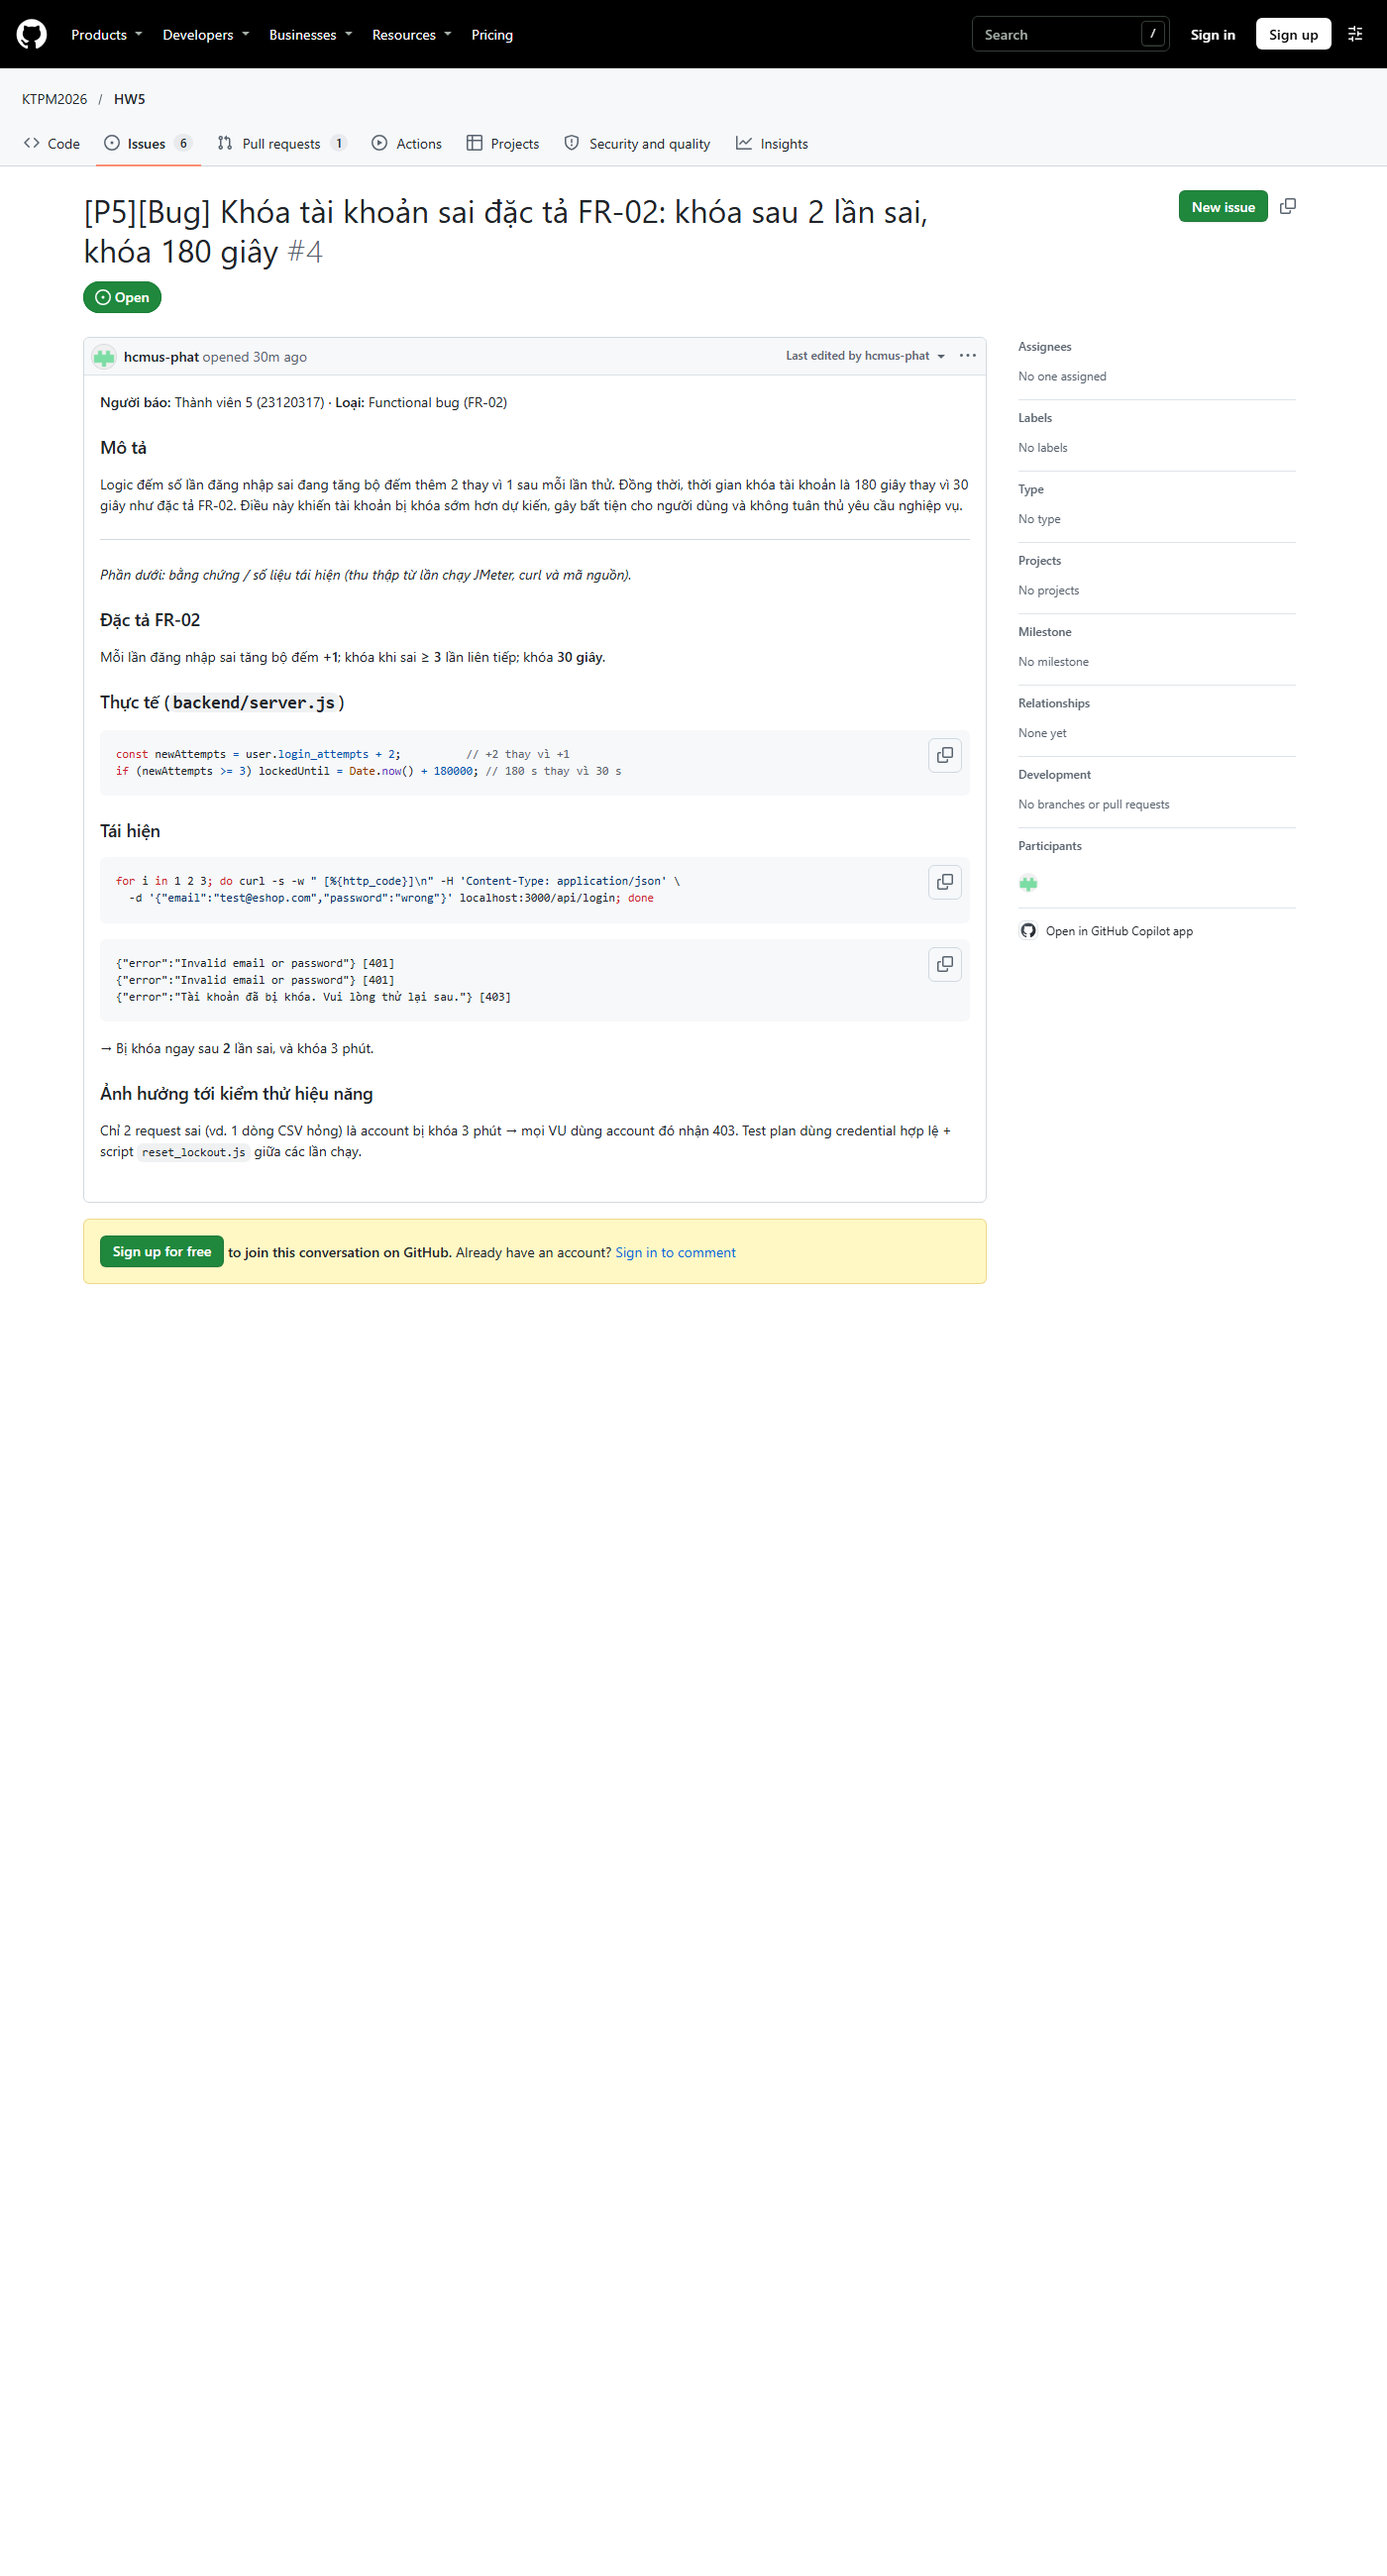 Products
Developers
Businesses
Resources
Pricing
Search
/
Sign in
Sign up
KTPM2026 / HW5
Code
Issues 6
Pull requests 1
Actions
Projects
Security and quality
Insights
[P5][Bug] Khóa tài khoản sai đặc tả FR-02: khóa sau 2 lần sai,
khóa 180 giây #4
New issue
Open
hcmus-phat opened 30m ago
Last edited by hcmus-phat
Người báo: Thành viên 5 (23120317) · Loại: Functional bug (FR-02)
Mô tả
Logic đếm số lần đăng nhập sai đang tăng bộ đếm thêm 2 thay vì 1 sau mỗi lần thử. Đồng thời, thời gian khóa tài khoản là 180 giây thay vì 30
giây như đặc tả FR-02. Điều này khiến tài khoản bị khóa sớm hơn dự kiến, gây bất tiện cho người dùng và không tuân thủ yêu cầu nghiệp vụ.
Phần dưới: bằng chứng / số liệu tái hiện (thu thập từ lần chạy JMeter, curl và mã nguồn).
Đặc tả FR-02
Mỗi lần đăng nhập sai tăng bộ đếm +1; khóa khi sai ≥ 3 lần liên tiếp; khóa 30 giây.
Thực tế (backend/server.js)
const newAttempts = user.login_attempts + 2;          // +2 thay vì +1
if (newAttempts >= 3) lockedUntil = Date.now() + 180000; // 180 s thay vì 30 s
Tái hiện
for i in 1 2 3; do curl -s -w " [%{http_code}]\n" -H 'Content-Type: application/json' \
  -d '{"email":"test@eshop.com","password":"wrong"}' localhost:3000/api/login; done
{"error":"Invalid email or password"} [401]
{"error":"Invalid email or password"} [401]
{"error":"Tài khoản đã bị khóa. Vui lòng thử lại sau."} [403]
→ Bị khóa ngay sau 2 lần sai, và khóa 3 phút.
Ảnh hưởng tới kiểm thử hiệu năng
Chỉ 2 request sai (vd. 1 dòng CSV hỏng) là account bị khóa 3 phút → mọi VU dùng account đó nhận 403. Test plan dùng credential hợp lệ +
script reset_lockout.js giữa các lần chạy.
Sign up for free to join this conversation on GitHub. Already have an account? Sign in to comment
Assignees
No one assigned
Labels
No labels
Type
No type
Projects
No projects
Milestone
No milestone
Relationships
None yet
Development
No branches or pull requests
Participants
Open in GitHub Copilot app